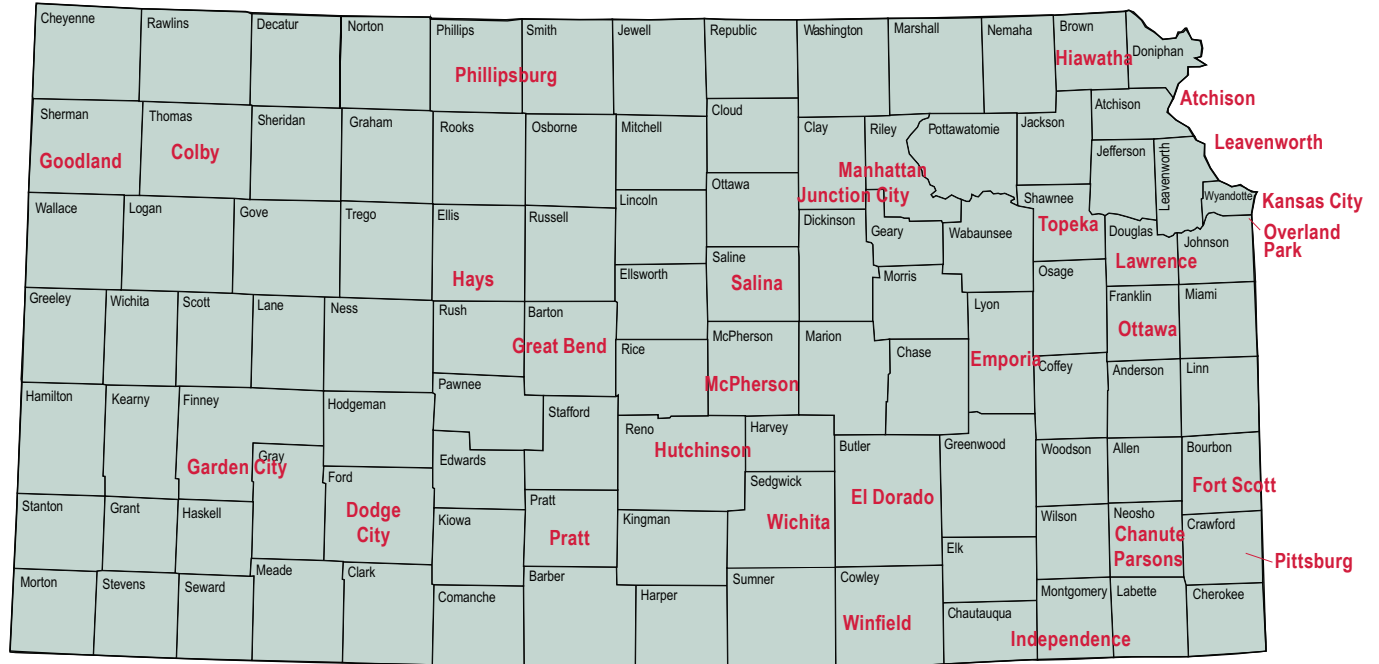 Cheyenne
Rawlins
Decatur
Norton
Phillips
Smith
Jewell
Republic
Washington
Marshall
Nemaha
Brown
Doniphan
Phillipsburg
Hiawatha
Sherman
Thomas
Sheridan
Graham
Rooks
Osborne
Mitchell
Cloud
Clay
Riley
Pottawatomie
Jackson
Atchison
Atchison
Goodland
Colby
Manhattan
Jefferson
Leavenworth
Leavenworth
Wallace
Logan
Gove
Trego
Ellis
Russell
Lincoln
Ottawa
Junction City
Dickinson
Geary
Wabaunsee
Shawnee
Topeka
Wyandotte
Kansas City
Overland
Park
Douglas
Johnson
Lawrence
Hays
Ellsworth
Saline
Salina
Morris
Osage
Greeley
Wichita
Scott
Lane
Ness
Rush
Barton
Great Bend
Rice
McPherson
McPherson
Marion
Chase
Lyon
Emporia
Franklin
Miami
Ottawa
Coffey
Anderson
Linn
Hamilton
Kearny
Finney
Hodgeman
Pawnee
Stafford
Reno
Hutchinson
Harvey
Butler
Greenwood
Woodson
Allen
Bourbon
Garden City
Gray
Ford
Dodge
City
Edwards
Sedgwick
Wichita
El Dorado
Fort Scott
Stanton
Grant
Haskell
Kiowa
Pratt
Pratt
Kingman
Wilson
Neosho
Chanute
Parsons
Crawford
Pittsburg
Elk
Morton
Stevens
Seward
Meade
Clark
Comanche
Barber
Harper
Sumner
Cowley
Winfield
Chautauqua
Montgomery
Independence
Labette
Cherokee